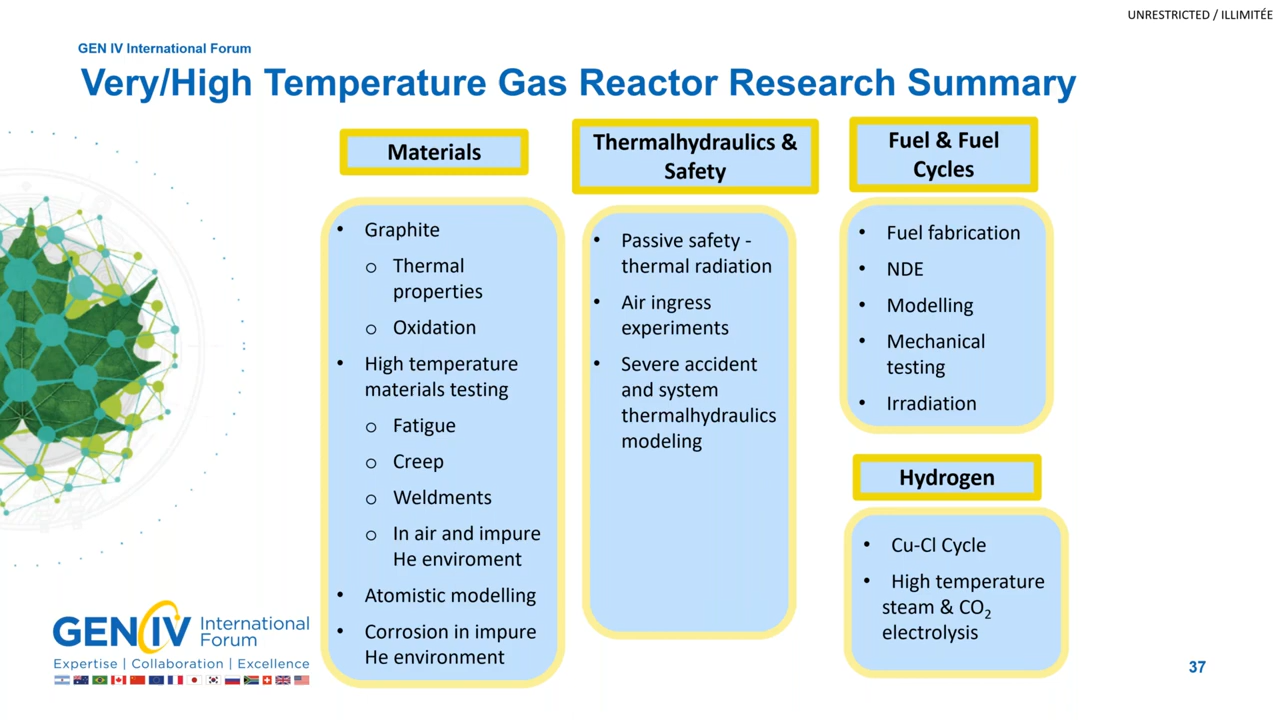 UNRESTRICTED / ILLIMITÉE
GEN IV International Forum
Very/High Temperature Gas Reactor Research Summary
Materials
• Graphite
o Thermal
properties
o Oxidation
• High temperature
materials testing
o Fatigue
o Creep
o Weldments
o In air and impure
He enviroment
• Atomistic modelling
• Corrosion in impure
He environment
Thermalhydraulics &
Safety
• Passive safety -
thermal radiation
• Air ingress
experiments
• Severe accident
and system
thermalhydraulics
modeling
Fuel & Fuel
Cycles
• Fuel fabrication
• NDE
• Modelling
• Mechanical
testing
• Irradiation
Hydrogen
• Cu-Cl Cycle
• High temperature
steam & CO₂
electrolysis
GENIV International
Forum
Expertise | Collaboration | Excellence
37